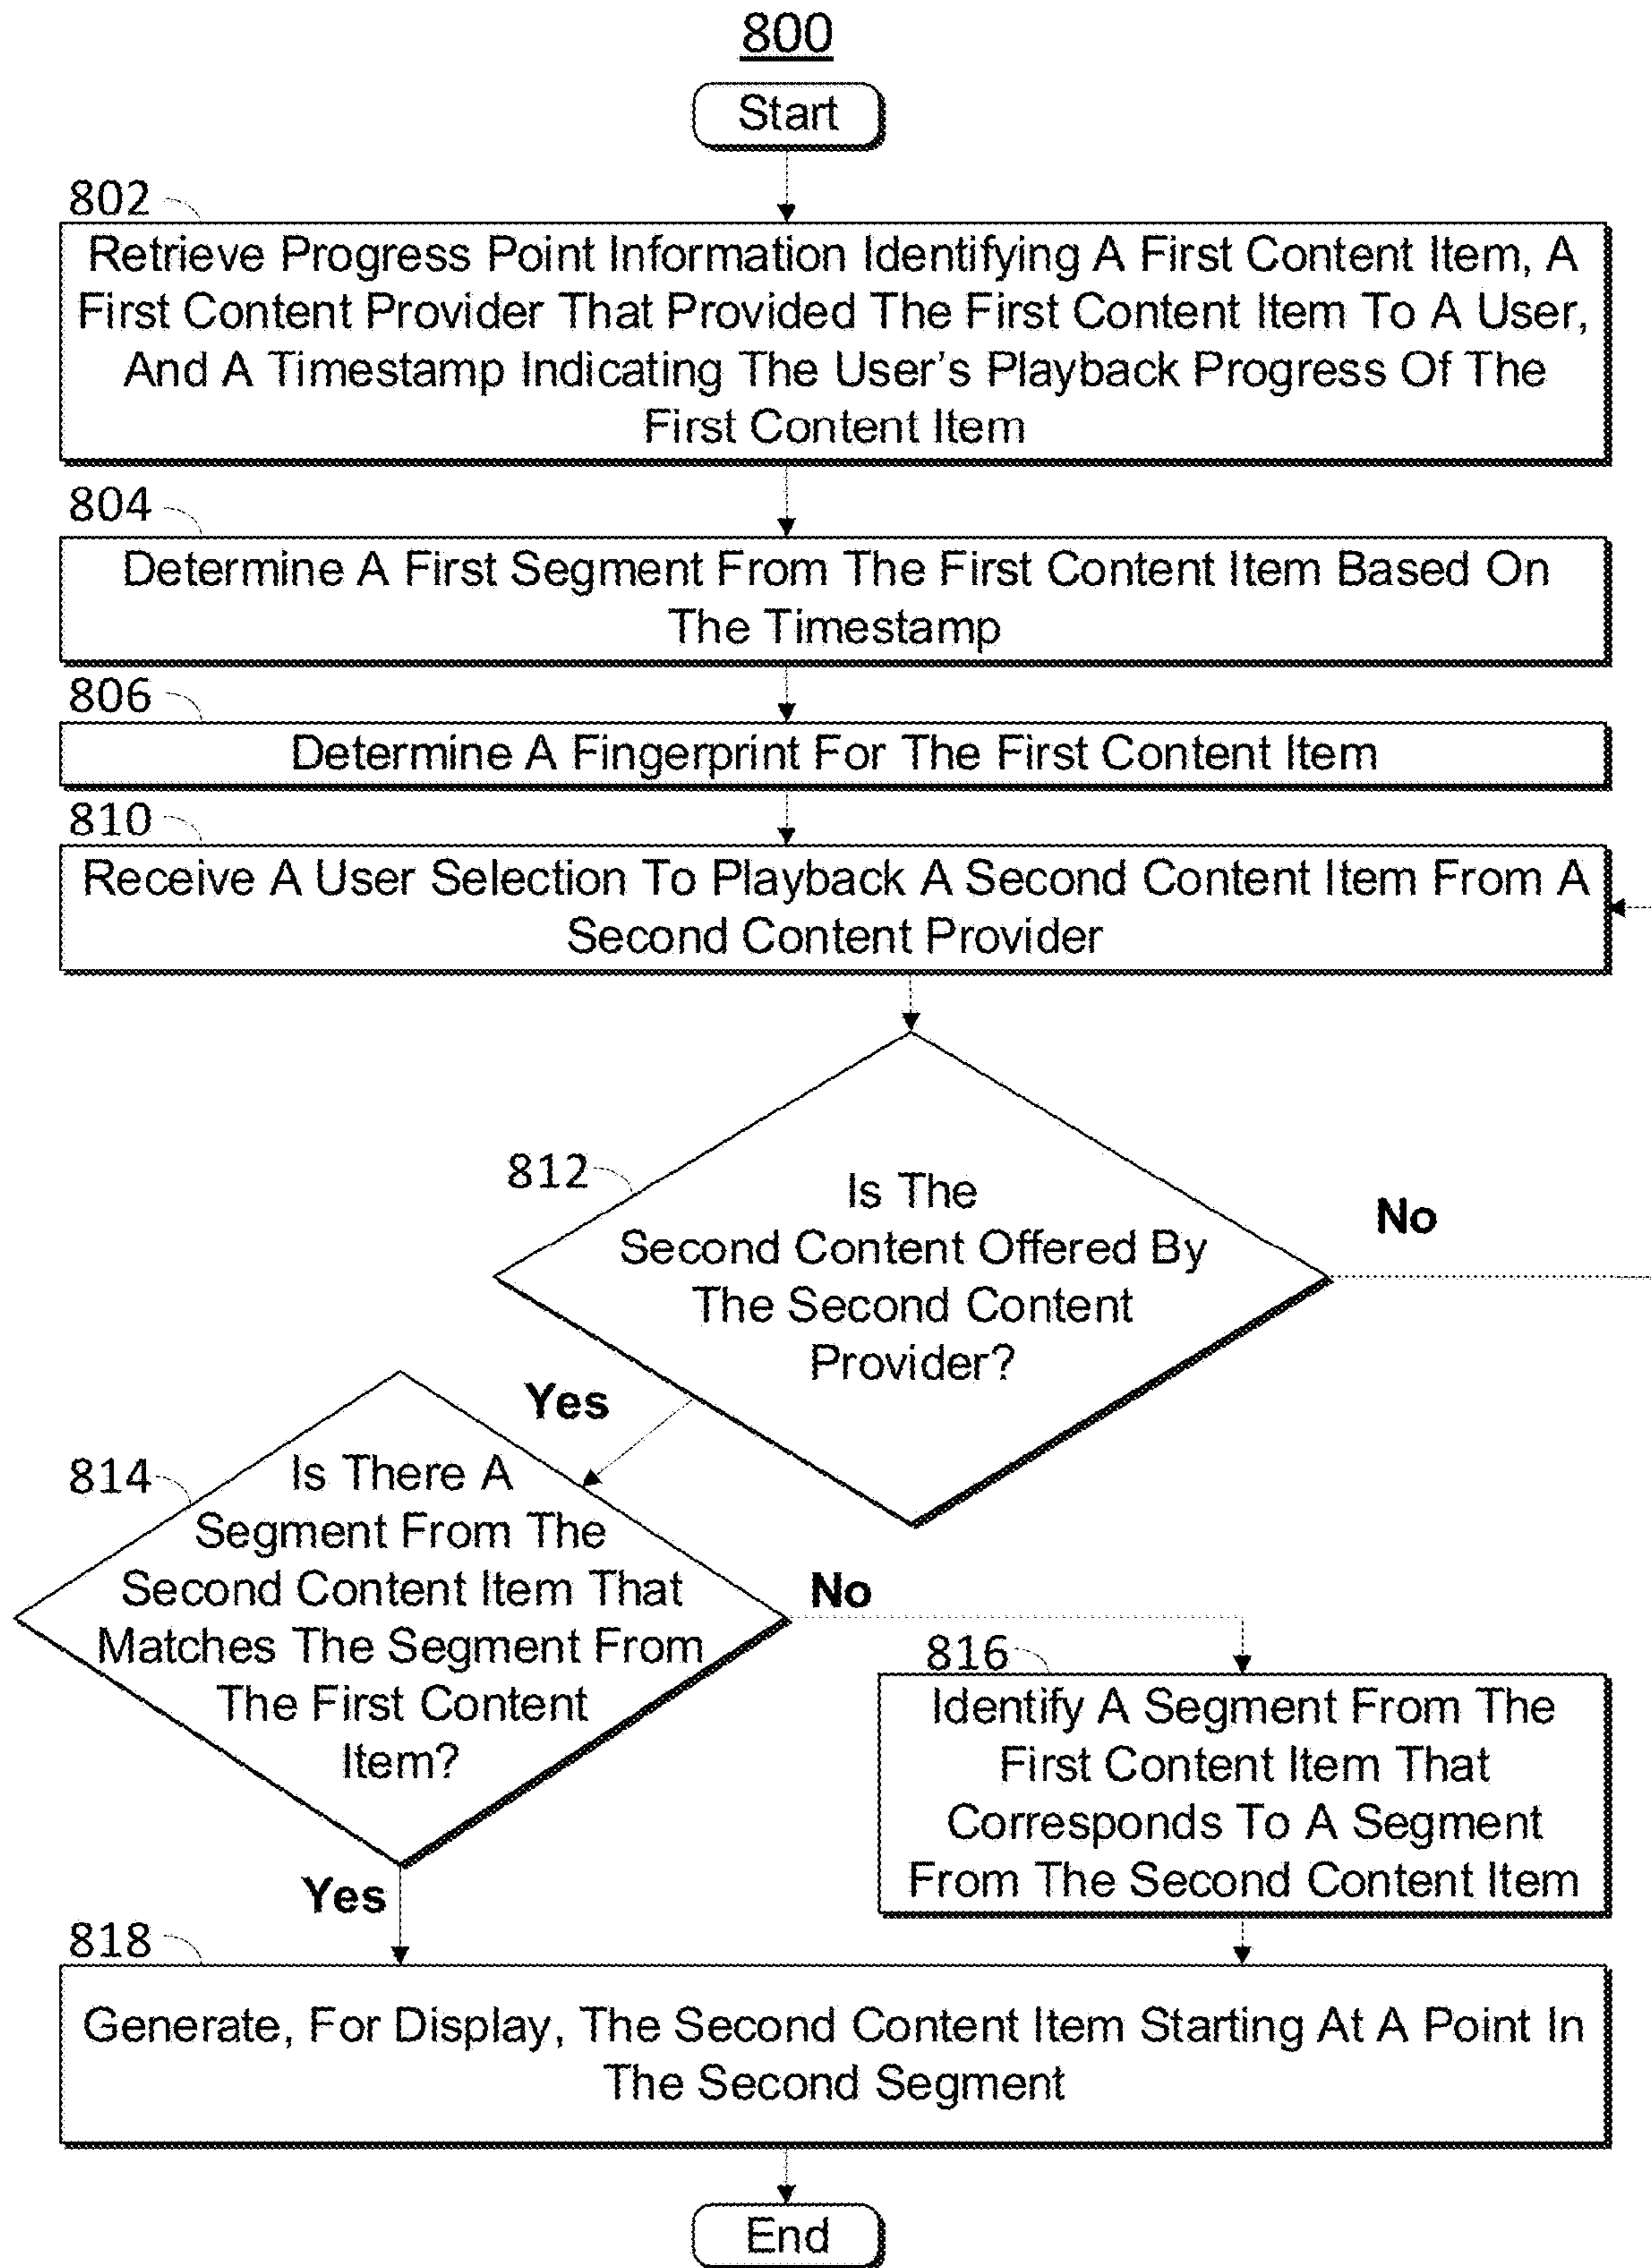 800
Start
802
Retrieve Progress Point Information Identifying A First Content Item, A
First Content Provider That Provided The First Content Item To A User,
And A Timestamp Indicating The User's Playback Progress Of The
First Content Item
804
Determine A First Segment From The First Content Item Based On
The Timestamp
806
Determine A Fingerprint For The First Content Item
810
Receive A User Selection To Playback A Second Content Item From A
Second Content Provider
812
Is The
Second Content Offered By
The Second Content
Provider?
No
Yes
814
Is There A
Segment From The
Second Content Item That
Matches The Segment From
The First Content
Item?
No
816
Identify A Segment From The
First Content Item That
Corresponds To A Segment
From The Second Content Item
Yes
818
Generate, For Display, The Second Content Item Starting At A Point In
The Second Segment
End